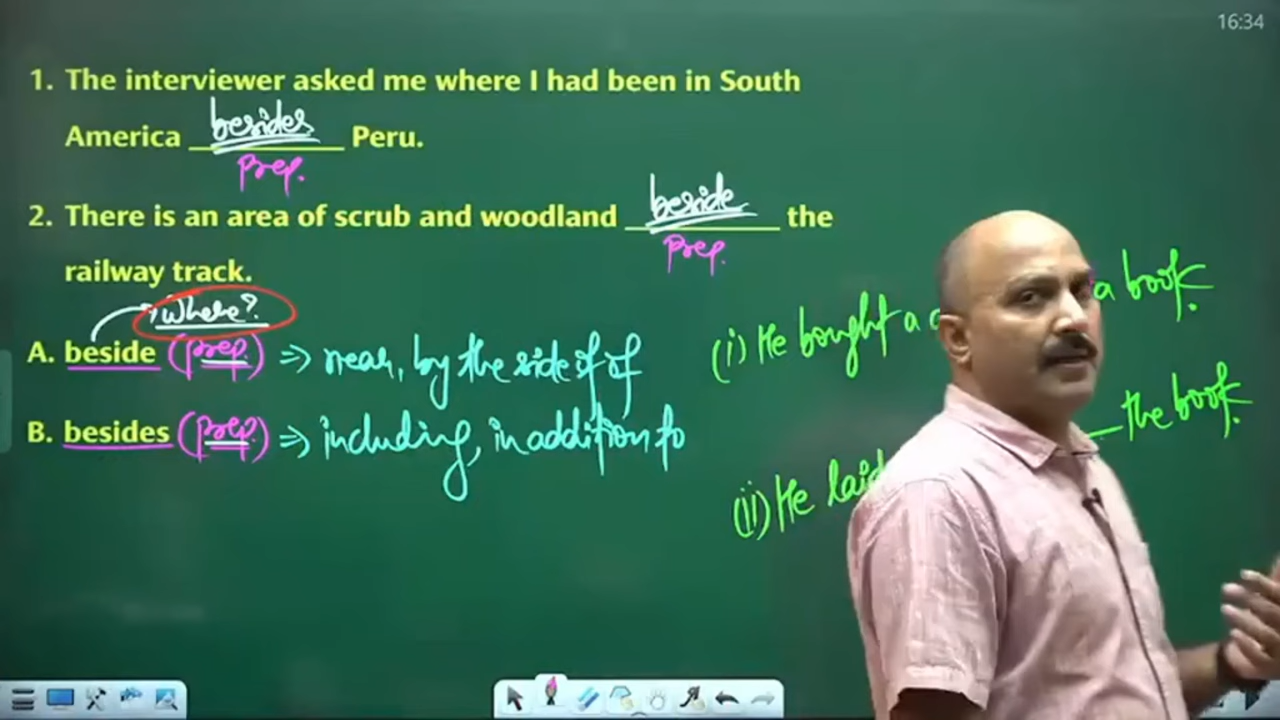 16:34
1. The interviewer asked me where I had been in South
America besides Peru.
prep.
2. There is an area of scrub and woodland beside the
prep.
railway track.
Where?
A. beside (prep.) ⇒ near, by the side of
B. besides (prep.) ⇒ including, in addition to
(i) He bought a a book.
(ii) He laid the book.